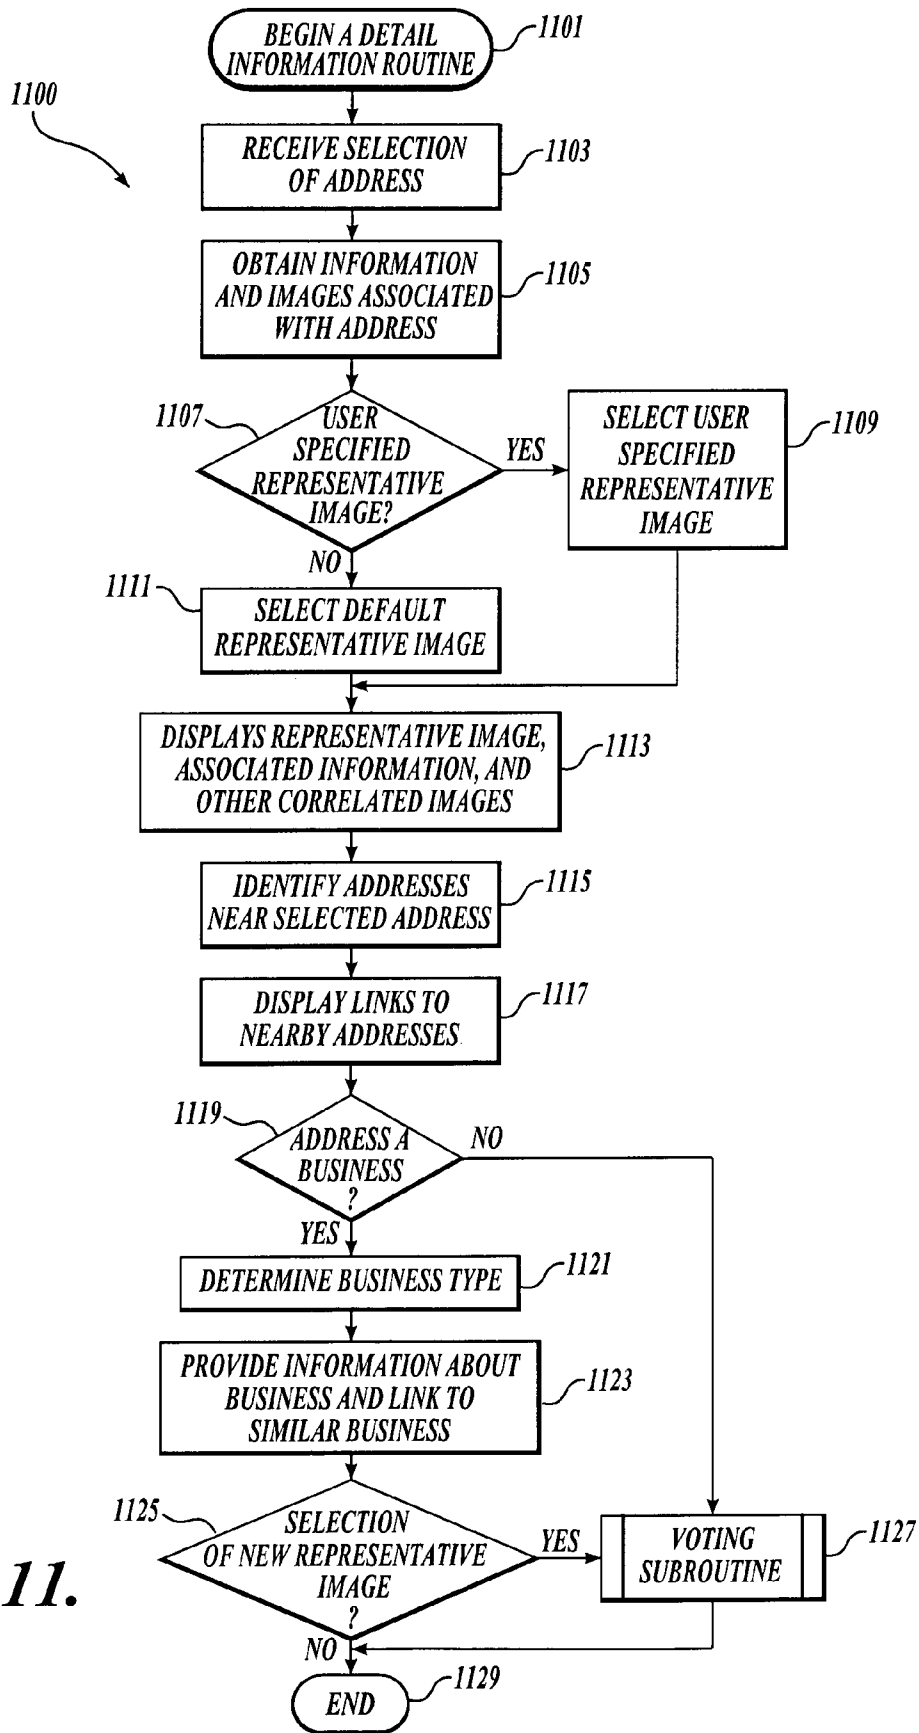 BEGIN A DETAIL
INFORMATION ROUTINE
1101
1100
RECEIVE SELECTION
OF ADDRESS
1103
OBTAIN INFORMATION
AND IMAGES ASSOCIATED
WITH ADDRESS
1105
1107
USER
SPECIFIED
REPRESENTATIVE
IMAGE?
YES
NO
SELECT USER
SPECIFIED
REPRESENTATIVE
IMAGE
1109
1111
SELECT DEFAULT
REPRESENTATIVE IMAGE
DISPLAYS REPRESENTATIVE IMAGE,
ASSOCIATED INFORMATION, AND
OTHER CORRELATED IMAGES
1113
IDENTIFY ADDRESSES
NEAR SELECTED ADDRESS
1115
DISPLAY LINKS TO
NEARBY ADDRESSES
1117
1119
ADDRESS A
BUSINESS
?
NO
YES
DETERMINE BUSINESS TYPE
1121
PROVIDE INFORMATION ABOUT
BUSINESS AND LINK TO
SIMILAR BUSINESS
1123
1125
SELECTION
OF NEW REPRESENTATIVE
IMAGE
?
YES
NO
VOTING
SUBROUTINE
1127
11.
END
1129